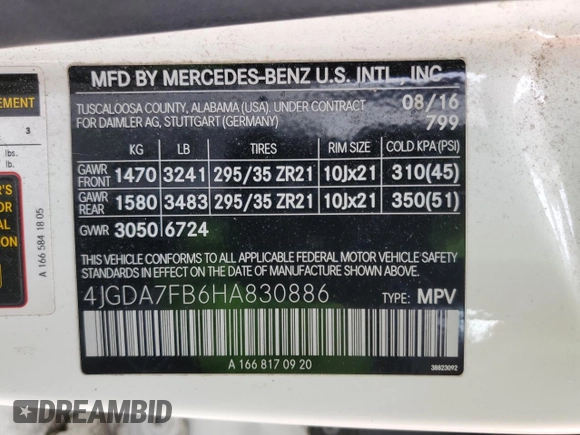 EMENT
3
lbs.
lb.
R'S
R
AL
ON
A 166 584 18 05
MFD BY MERCEDES-BENZ U.S. INTL., INC
TUSCALOOSA COUNTY, ALABAMA (USA). UNDER CONTRACT
FOR DAIMLER AG, STUTTGART (GERMANY)
08/16
799
KG LB TIRES RIM SIZE COLD KPA (PSI)
GAWR FRONT 1470 3241 295/35 ZR21 10Jx21 310(45)
GAWR REAR 1580 3483 295/35 ZR21 10Jx21 350(51)
GVWR 3050 6724
THIS VEHICLE CONFORMS TO ALL APPLICABLE FEDERAL MOTOR VEHICLE SAFETY
STANDARDS IN EFFECT ON THE DATE OF MANUFACTURE SHOWN ABOVE.
4JGDA7FB6HA830886 TYPE: MPV
A 166 817 09 20
38823092
DREAMBID